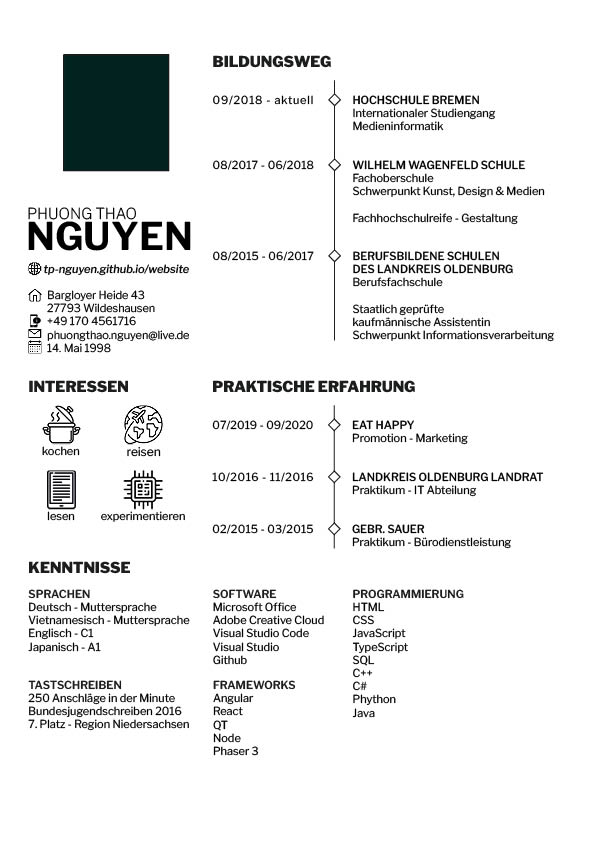 PHUONG THAO
NGUYEN
tp-nguyen.github.io/website
Bargloyer Heide 43
27793 Wildeshausen
+49 170 4561716
phuongthao.nguyen@live.de
14. Mai 1998
BILDUNGSWEG
09/2018 - aktuell
HOCHSCHULE BREMEN
Internationaler Studiengang
Medieninformatik
08/2017 - 06/2018
WILHELM WAGENFELD SCHULE
Fachoberschule
Schwerpunkt Kunst, Design & Medien
Fachhochschulreife - Gestaltung
08/2015 - 06/2017
BERUFSBILDENE SCHULEN
DES LANDKREIS OLDENBURG
Berufsfachschule
Staatlich geprüfte
kaufmännische Assistentin
Schwerpunkt Informationsverarbeitung
INTERESSEN
kochen
reisen
lesen
experimentieren
PRAKTISCHE ERFAHRUNG
07/2019 - 09/2020
EAT HAPPY
Promotion - Marketing
10/2016 - 11/2016
LANDKREIS OLDENBURG LANDRAT
Praktikum - IT Abteilung
02/2015 - 03/2015
GEBR. SAUER
Praktikum - Bürodienstleistung
KENNTNISSE
SPRACHEN
Deutsch - Muttersprache
Vietnamesisch - Muttersprache
Englisch - C1
Japanisch - A1
TASTSCHREIBEN
250 Anschläge in der Minute
Bundesjugendschreiben 2016
7. Platz - Region Niedersachsen
SOFTWARE
Microsoft Office
Adobe Creative Cloud
Visual Studio Code
Visual Studio
Github
FRAMEWORKS
Angular
React
QT
Node
Phaser 3
PROGRAMMIERUNG
HTML
CSS
JavaScript
TypeScript
SQL
C++
C#
Phython
Java